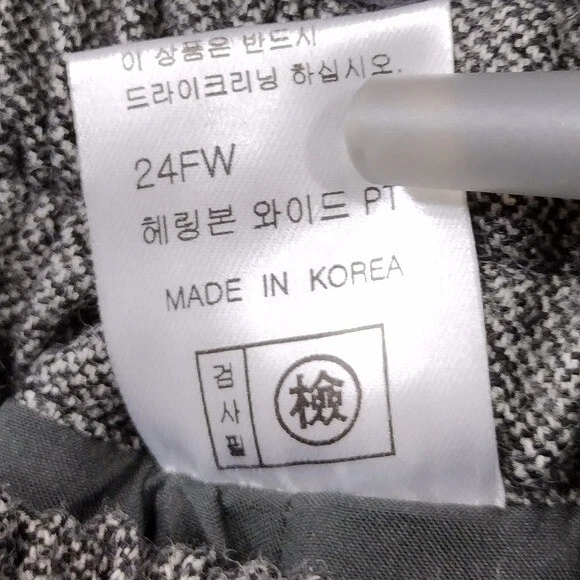 이 상품은 반드시
드라이크리닝 하십시오.
24FW
헤링본 와이드 PT
MADE IN KOREA
검사필
檢